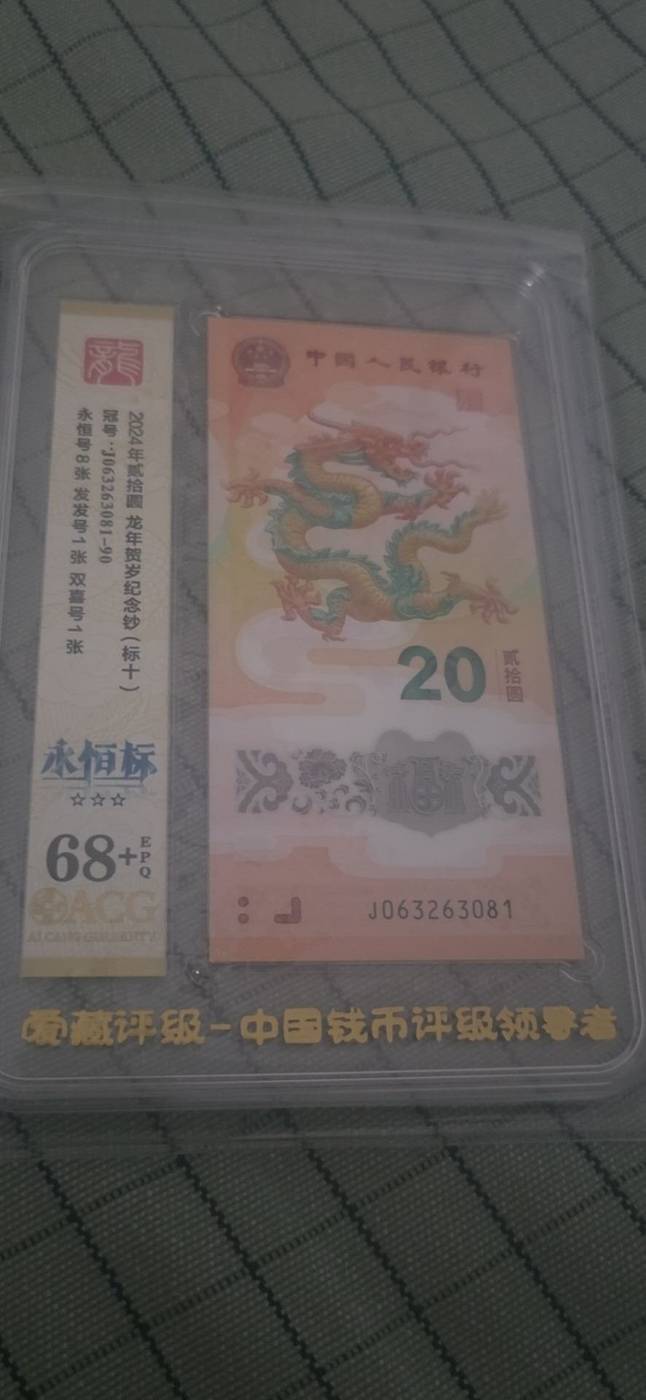 龍
2024年贰拾圆 龙年贺岁纪念钞(标十)
冠号:J063263081-90
永恒号8张 发发号1张 双喜号1张
永恒标
☆☆☆
68+
EPQ
ACG
中国人民银行
20
贰拾圆
J063263081
爱藏评级-中国钱币评级领导者